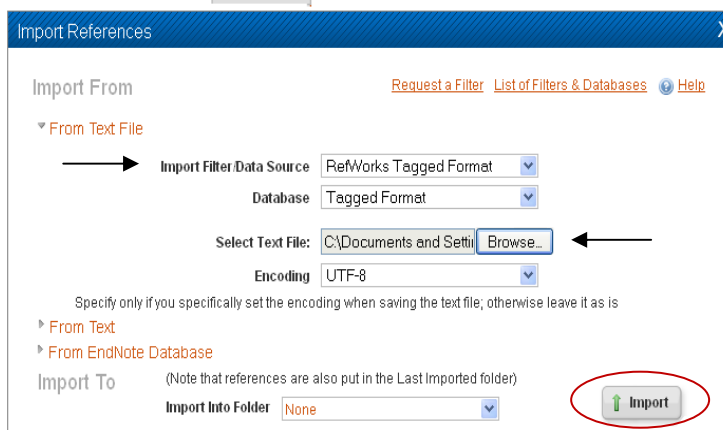 Import References X
Import From Request a Filter List of Filters & Databases Help
From Text File
Import Filter/Data Source RefWorks Tagged Format
Database Tagged Format
Select Text File: C:\Documents and Settin Browse...
Encoding UTF-8
Specify only if you specifically set the encoding when saving the text file; otherwise leave it as is
From Text
From EndNote Database
Import To (Note that references are also put in the Last Imported folder)
Import Into Folder None Import